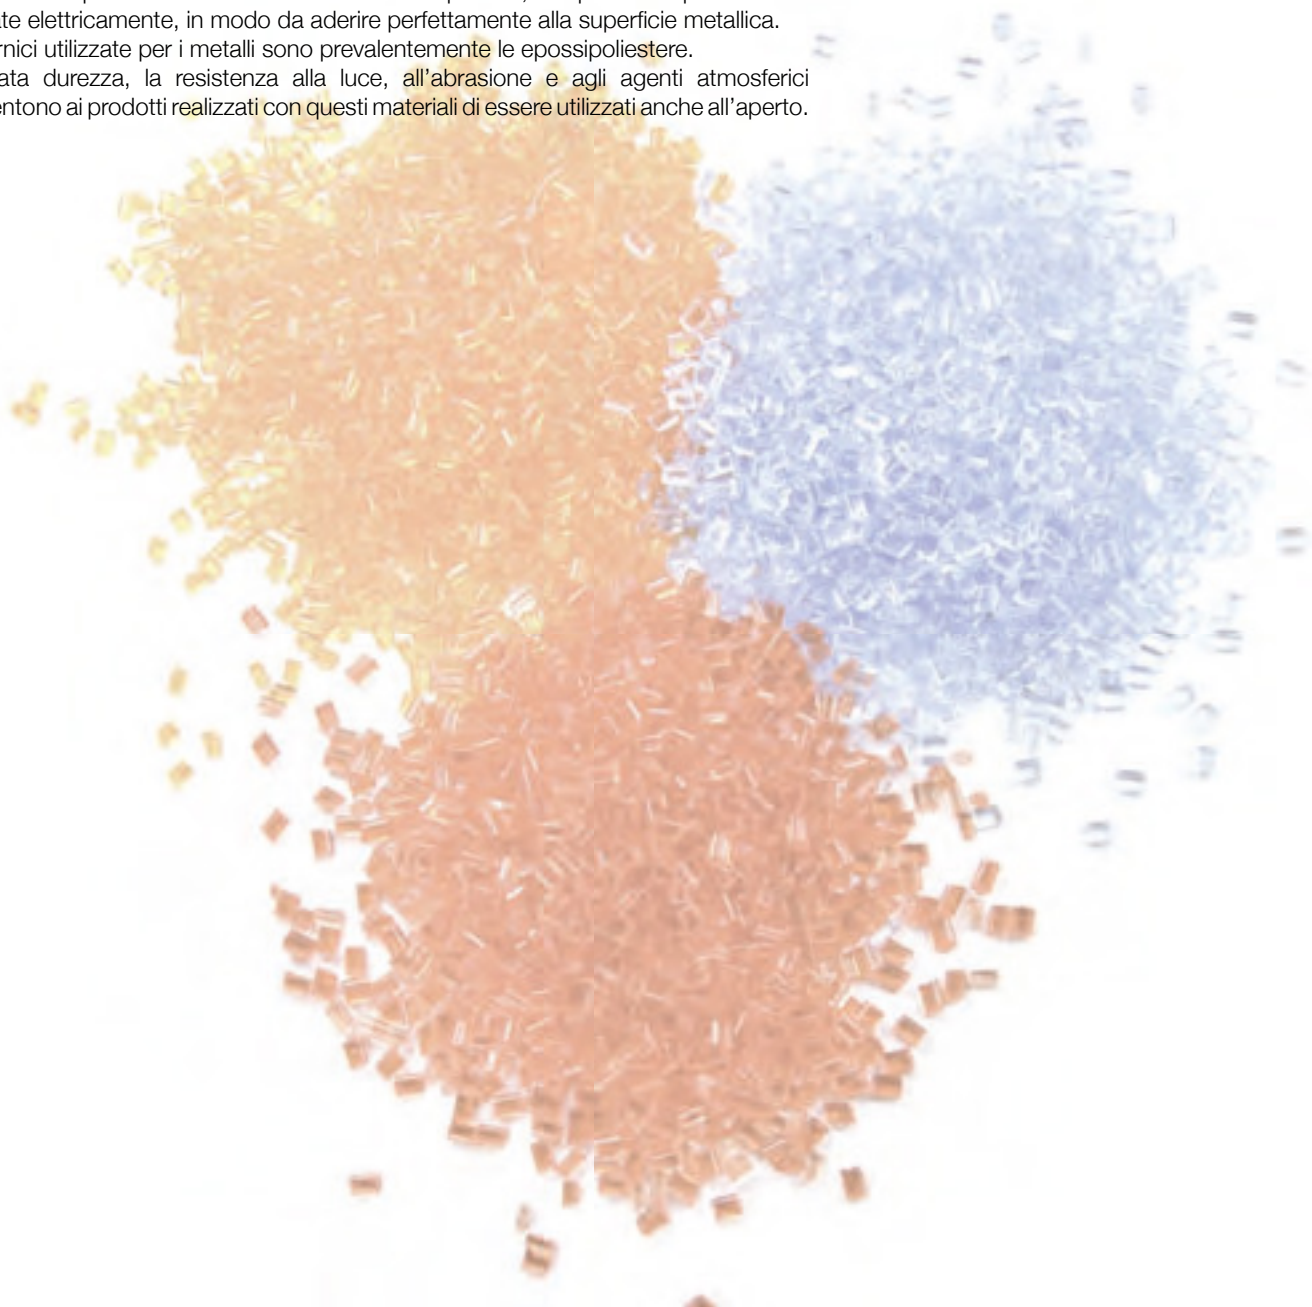 te elettricamente, in modo da aderire perfettamente alla superficie metallica.
rnici utilizzate per i metalli sono prevalentemente le epossipoliestere.
ata durezza, la resistenza alla luce, all'abrasione e agli agenti atmosferici
entono ai prodotti realizzati con questi materiali di essere utilizzati anche all'aperto.